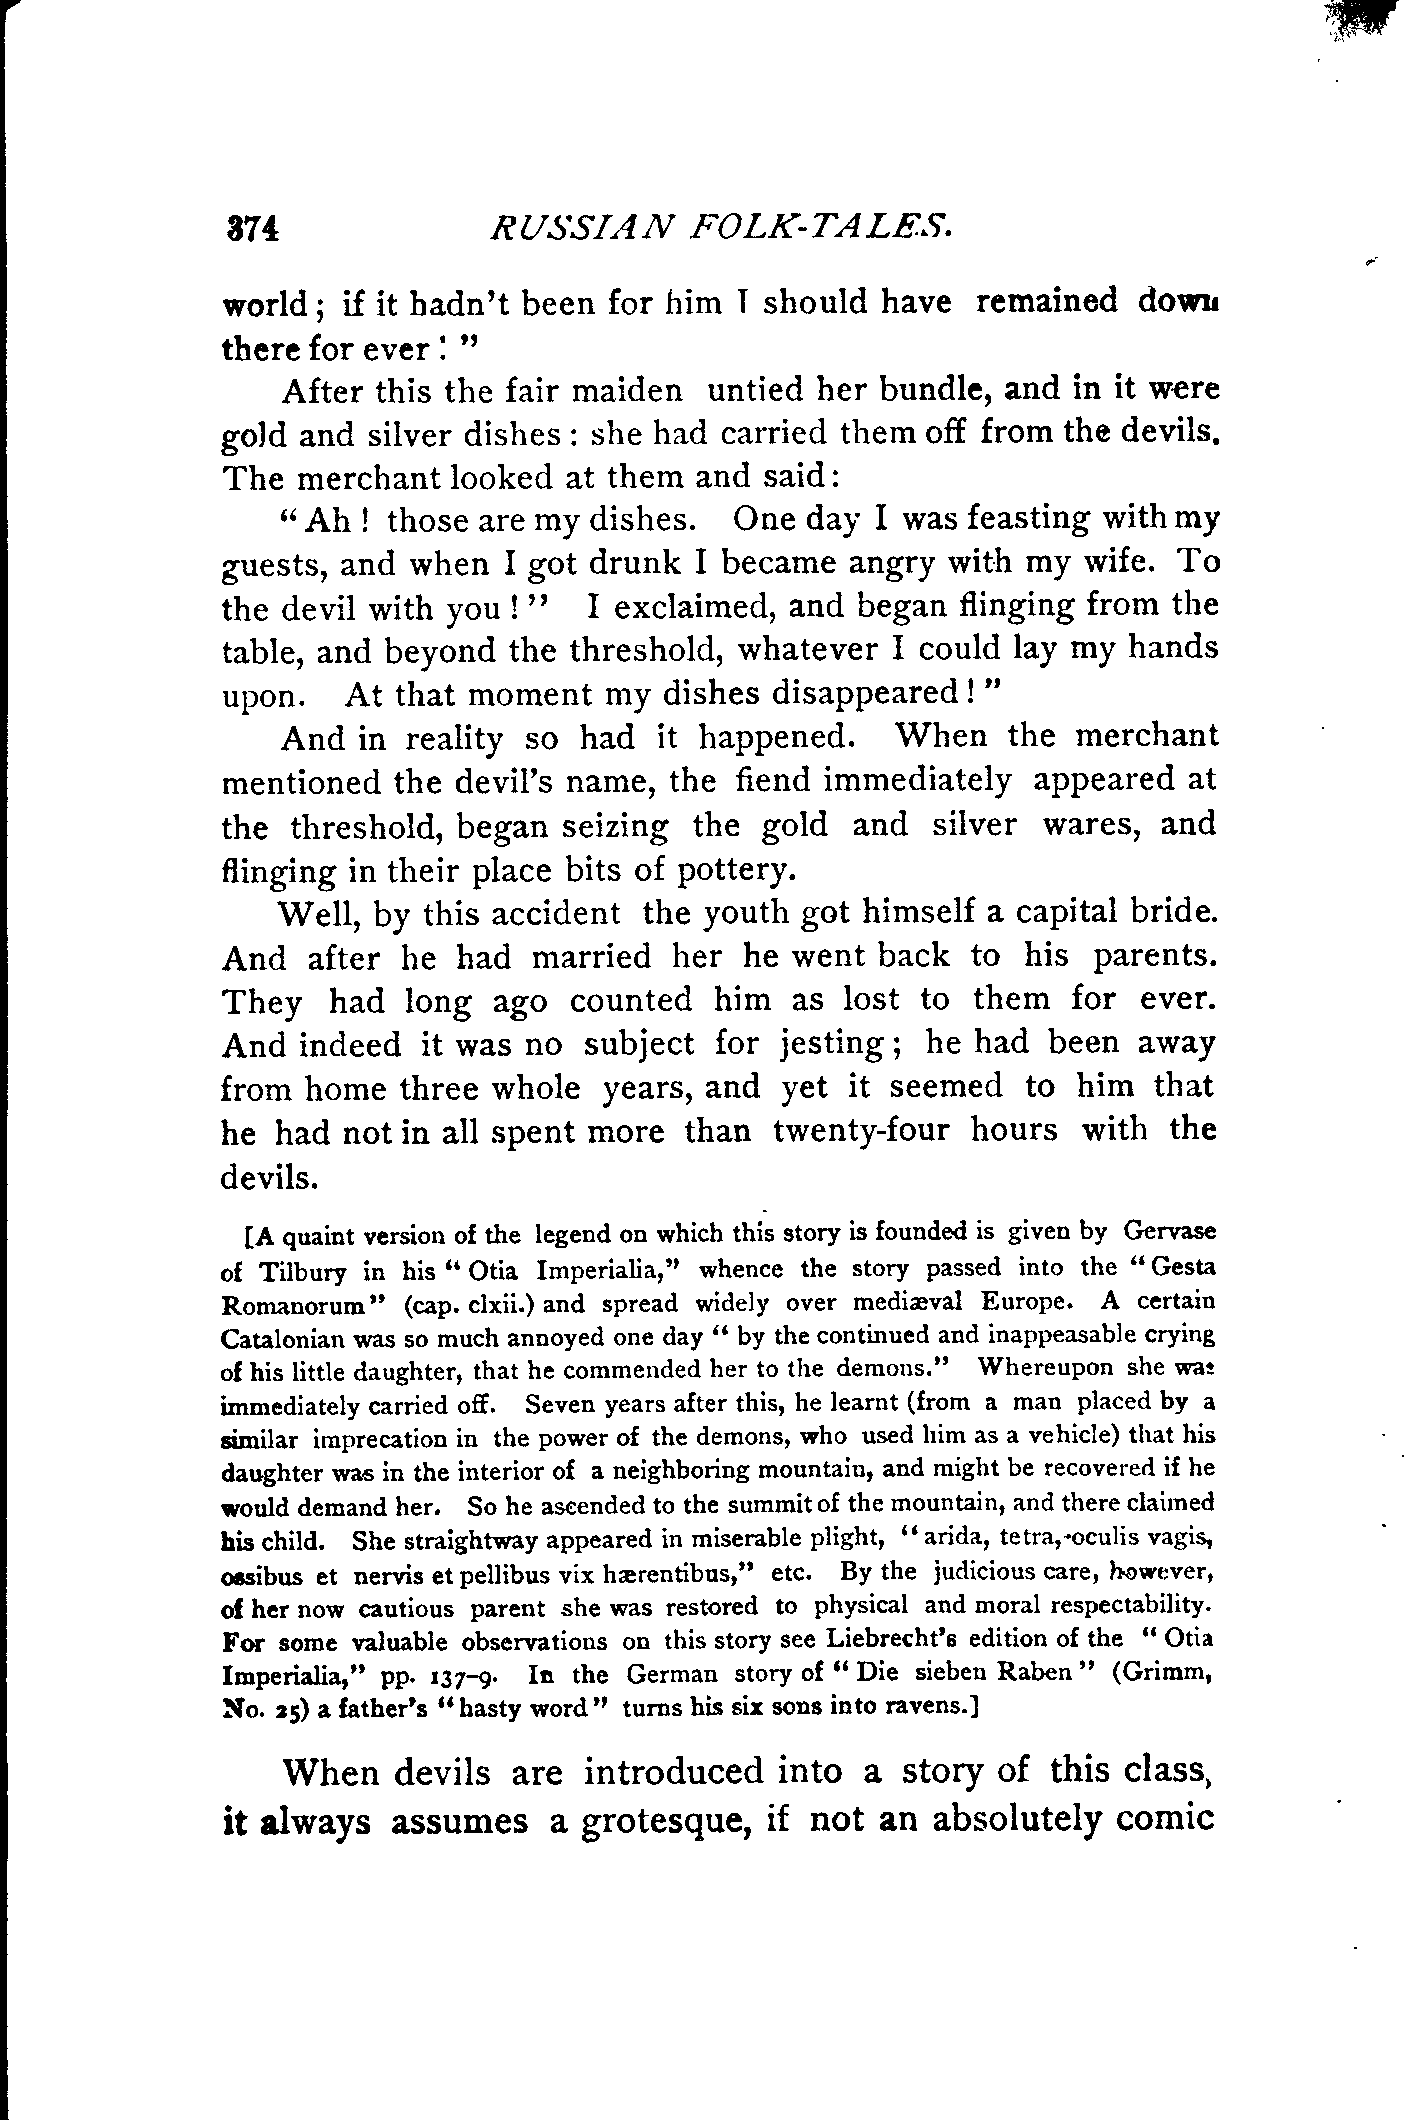 374 RUSSIAN FOLK-TALES.
world; if it hadn't been for him I should have remained down
there for ever!"
After this the fair maiden untied her bundle, and in it were
gold and silver dishes: she had carried them off from the devils.
The merchant looked at them and said:
"Ah! those are my dishes. One day I was feasting with my
guests, and when I got drunk I became angry with my wife. To
the devil with you!" I exclaimed, and began flinging from the
table, and beyond the threshold, whatever I could lay my hands
upon. At that moment my dishes disappeared!"
And in reality so had it happened. When the merchant
mentioned the devil's name, the fiend immediately appeared at
the threshold, began seizing the gold and silver wares, and
flinging in their place bits of pottery.
Well, by this accident the youth got himself a capital bride.
And after he had married her he went back to his parents.
They had long ago counted him as lost to them for ever.
And indeed it was no subject for jesting; he had been away
from home three whole years, and yet it seemed to him that
he had not in all spent more than twenty-four hours with the
devils.
[A quaint version of the legend on which this story is founded is given by Gervase
of Tilbury in his "Otia Imperialia," whence the story passed into the "Gesta
Romanorum" (cap. clxii.) and spread widely over mediæval Europe. A certain
Catalonian was so much annoyed one day "by the continued and inappeasable crying
of his little daughter, that he commended her to the demons." Whereupon she was
immediately carried off. Seven years after this, he learnt (from a man placed by a
similar imprecation in the power of the demons, who used him as a vehicle) that his
daughter was in the interior of a neighboring mountain, and might be recovered if he
would demand her. So he ascended to the summit of the mountain, and there claimed
his child. She straightway appeared in miserable plight, "arida, tetra, oculis vagis,
ossibus et nervis et pellibus vix hærentibus," etc. By the judicious care, however,
of her now cautious parent she was restored to physical and moral respectability.
For some valuable observations on this story see Liebrecht's edition of the "Otia
Imperialia," pp. 137-9. In the German story of "Die sieben Raben" (Grimm,
No. 25) a father's "hasty word" turns his six sons into ravens.]
When devils are introduced into a story of this class,
it always assumes a grotesque, if not an absolutely comic